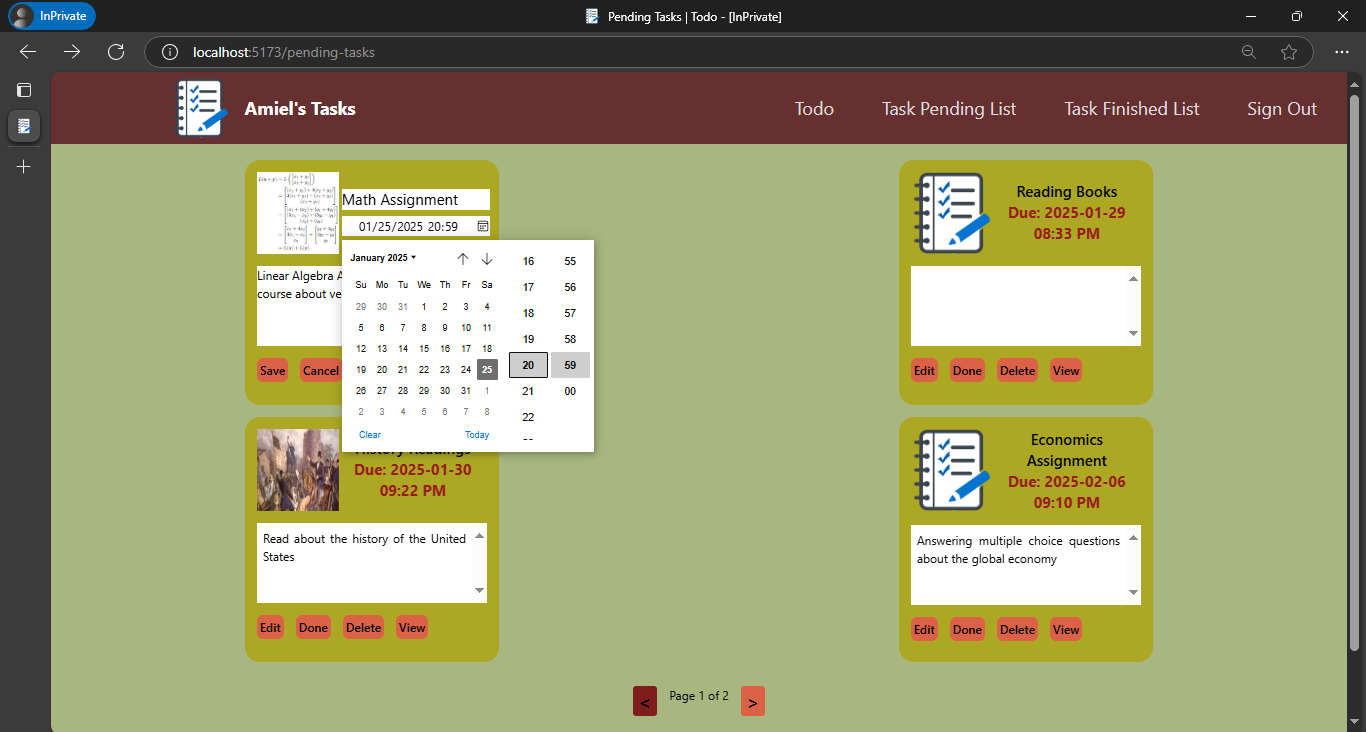 InPrivate
Pending Tasks | Todo - [InPrivate]
localhost:5173/pending-tasks
Amiel's Tasks
Todo
Task Pending List
Task Finished List
Sign Out
Math Assignment
01/25/2025 20:59
Linear Algebra
course about
Save
Cancel
January 2025
Su Mo Tu We Th Fr Sa
29 30 31 1 2 3 4
5 6 7 8 9 10 11
12 13 14 15 16 17 18
19 20 21 22 23 24 25
26 27 28 29 30 31 1
2 3 4 5 6 7 8
Clear
Today
16 55
17 56
18 57
19 58
20 59
21 00
22
Reading Books
Due: 2025-01-29
08:33 PM
Edit
Done
Delete
View
History Readings
Due: 2025-01-30
09:22 PM
Read about the history of the United
States
Edit
Done
Delete
View
Economics
Assignment
Due: 2025-02-06
09:10 PM
Answering multiple choice questions
about the global economy
Edit
Done
Delete
View
<
Page 1 of 2
>